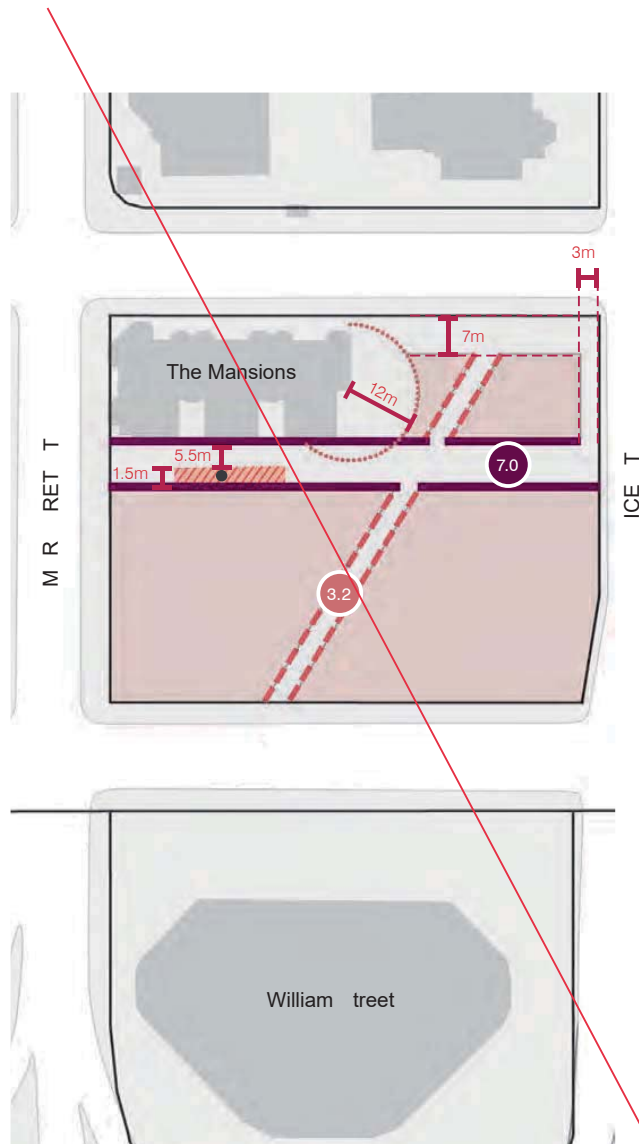 3m
7m
The Mansions
12m
5.5m
1.5m
7.0
M R RET T
ICE T
3.2
William treet